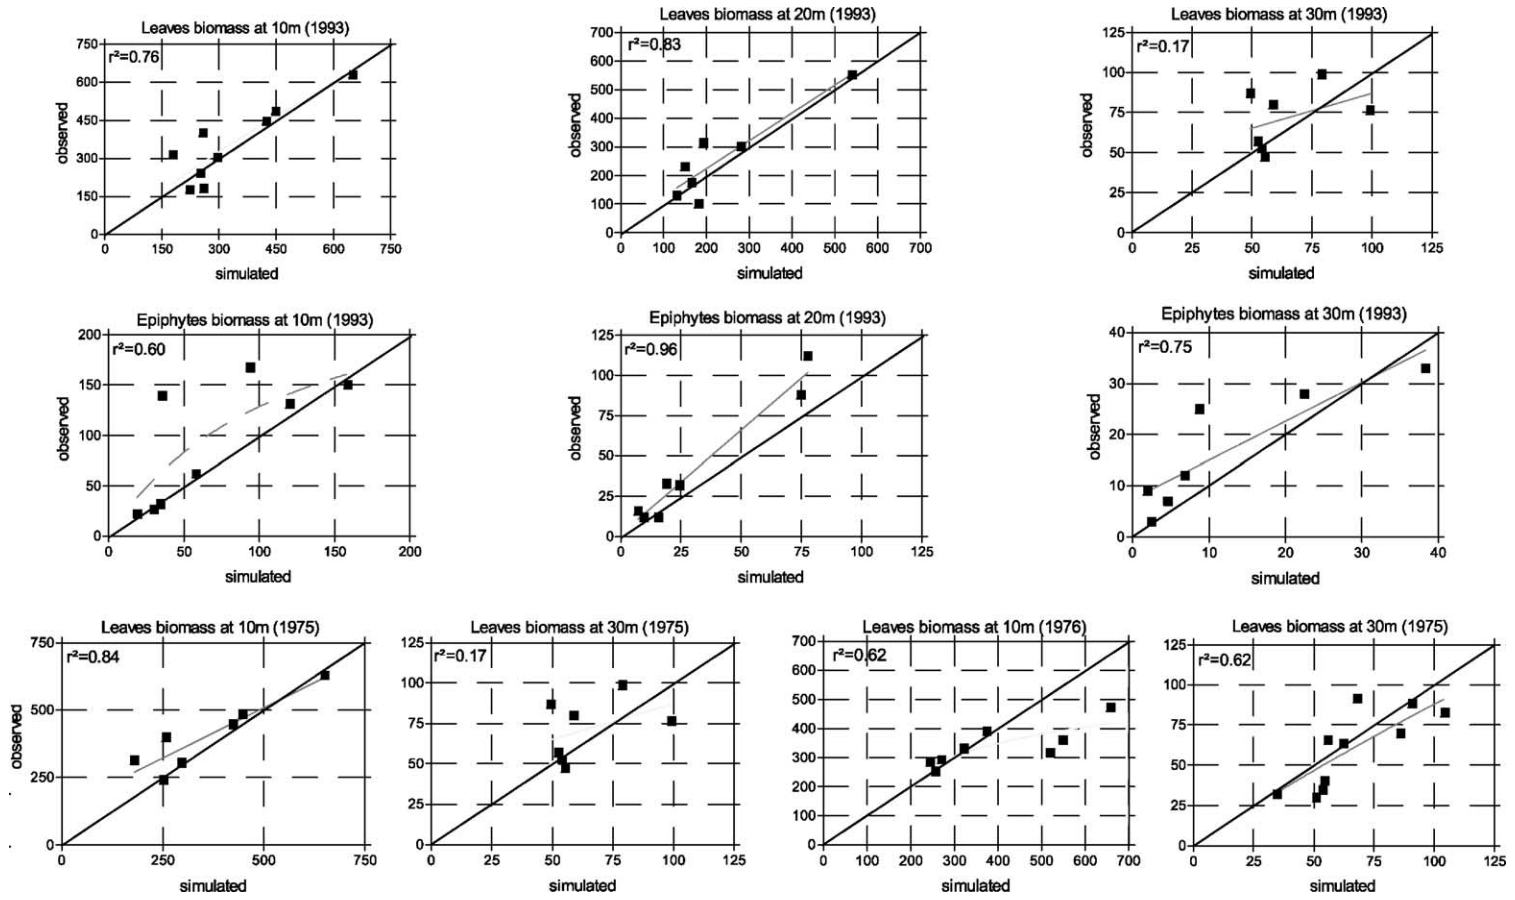 Leaves biomass at 10m (1993)
r²=0.76
observed
750
600
450
300
150
0
0 150 300 450 600 750
simulated
Leaves biomass at 20m (1993)
r²=0.83
observed
700
600
500
400
300
200
100
0
0 100 200 300 400 500 600 700
simulated
Leaves biomass at 30m (1993)
r²=0.17
observed
125
100
75
50
25
0
0 25 50 75 100 125
simulated
Epiphytes biomass at 10m (1993)
r²=0.60
observed
200
150
100
50
0
0 50 100 150 200
simulated
Epiphytes biomass at 20m (1993)
r²=0.96
observed
125
100
75
50
25
0
0 25 50 75 100 125
simulated
Epiphytes biomass at 30m (1993)
r²=0.75
observed
40
30
20
10
0
0 10 20 30 40
simulated
Leaves biomass at 10m (1975)
r²=0.84
observed
750
500
250
0
0 250 500 750
simulated
Leaves biomass at 30m (1975)
r²=0.17
125
100
75
50
25
0
0 25 50 75 100 125
simulated
Leaves biomass at 10m (1976)
r²=0.62
700
600
500
400
300
200
100
0
0 100 200 300 400 500 600 700
simulated
Leaves biomass at 30m (1975)
r²=0.62
125
100
75
50
25
0
0 25 50 75 100 125
simulated